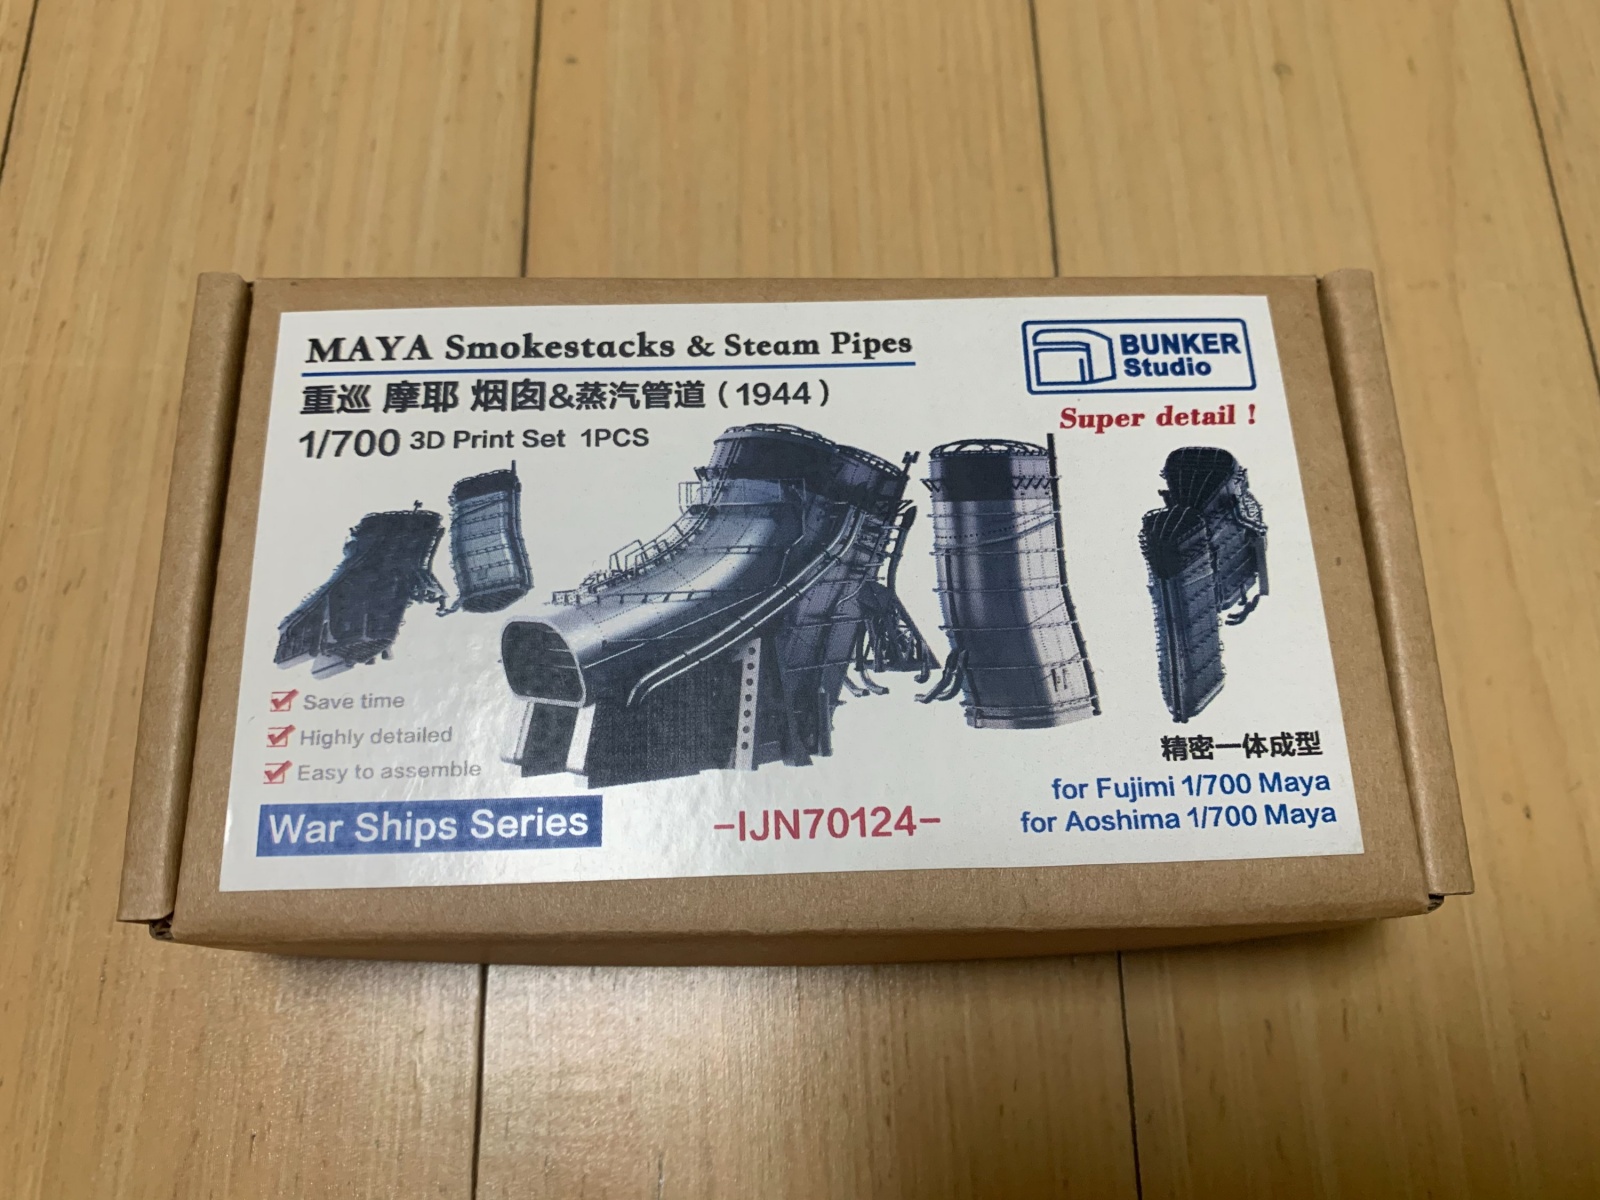 MAYA Smokestacks & Steam Pipes
重巡 摩耶 烟囱&蒸汽管道（1944）
1/700 3D Print Set 1PCS
BUNKER
Studio
Super detail !
Save time
Highly detailed
Easy to assemble
War Ships Series
-IJN70124-
精密一体成型
for Fujimi 1/700 Maya
for Aoshima 1/700 Maya